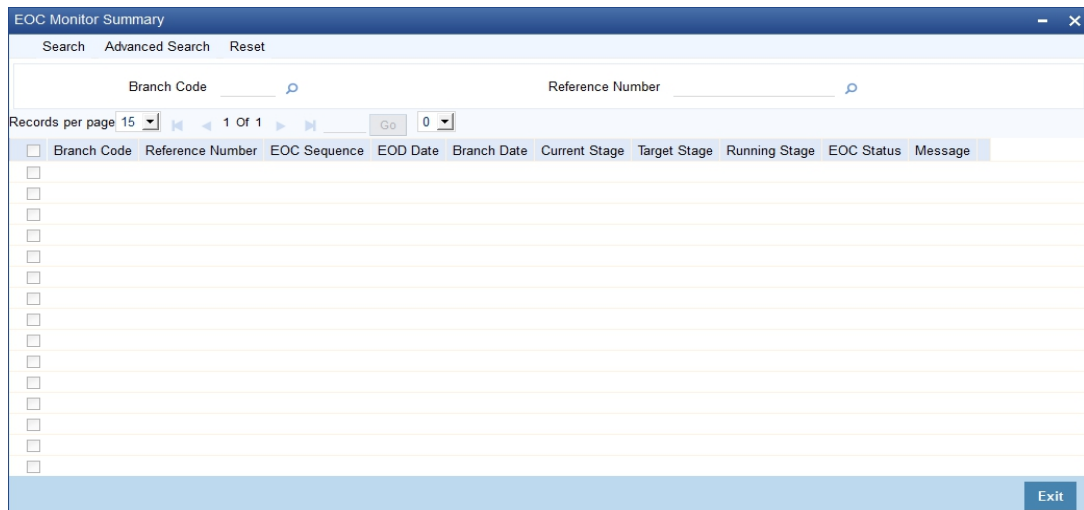 EOC Monitor Summary
Search Advanced Search Reset
Branch Code Reference Number
Records per page 15 1 Of 1 Go 0
Branch Code Reference Number EOC Sequence EOD Date Branch Date Current Stage Target Stage Running Stage EOC Status Message
Exit